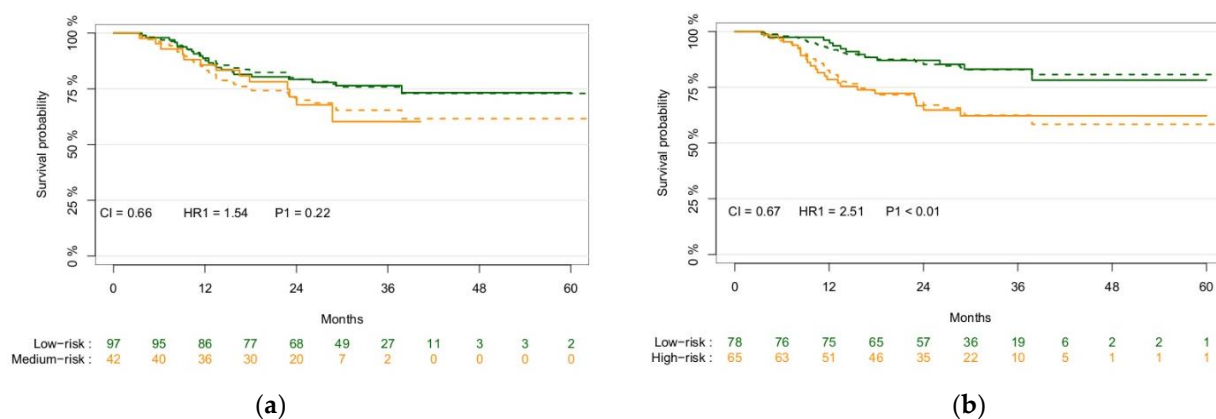 100 %
75 %
50 %
25 %
0 %
Survival probability
CI = 0.66 HR1 = 1.54 P1 = 0.22
0 12 24 36 48 60
Months
Low−risk : 97 95 86 77 68 49 27 11 3 3 2
Medium−risk : 42 40 36 30 20 7 2 0 0 0 0
(a)
100 %
75 %
50 %
25 %
0 %
Survival probability
CI = 0.67 HR1 = 2.51 P1 < 0.01
0 12 24 36 48 60
Months
Low−risk : 78 76 75 65 57 36 19 6 2 2 1
High−risk : 65 63 51 46 35 22 10 5 1 1 1
(b)